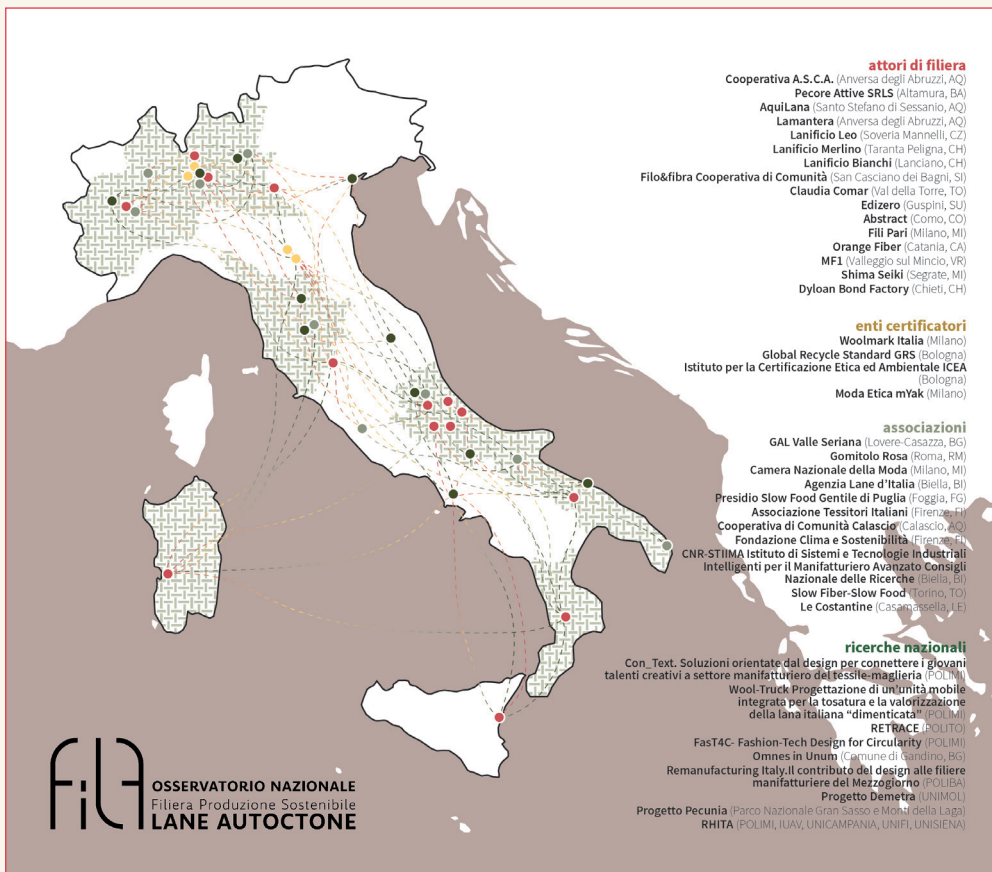 attori di filiera
Cooperativa A.S.C.A. (Anversa degli Abruzzi, AQ)
Pecore Attive SRLS (Altamura, BA)
AquiLana (Santo Stefano di Sessanio, AQ)
Lamantera (Anversa degli Abruzzi, AQ)
Lanificio Leo (Soveria Mannelli, CZ)
Lanificio Merlino (Taranta Peligna, CH)
Lanificio Bianchi (Lanciano, CH)
Filo&fibra Cooperativa di Comunità (San Casciano dei Bagni, SI)
Claudia Comar (Val della Torre, TO)
Edizero (Guspini, SU)
Abstract (Como, CO)
Fili Pari (Milano, MI)
Orange Fiber (Catania, CA)
MF1 (Valleggio sul Mincio, VR)
Shima Seiki (Segrate, MI)
Dyloan Bond Factory (Chieti, CH)
enti certificatori
Woolmark Italia (Milano)
Global Recycle Standard GRS (Bologna)
Istituto per la Certificazione Etica ed Ambientale ICEA
(Bologna)
Moda Etica mYak (Milano)
associazioni
GAL Valle Seriana (Lovere-Casazza, BG)
Gomitolo Rosa (Roma, RM)
Camera Nazionale della Moda (Milano, MI)
Agenzia Lane d'Italia (Biella, BI)
Presidio Slow Food Gentile di Puglia (Foggia, FG)
Associazione Tessitori Italiani (Firenze, FI)
Cooperativa di Comunità Calascio (Calascio, AQ)
Fondazione Clima e Sostenibilità (Firenze, FI)
CNR-STIIMA Istituto di Sistemi e Tecnologie Industriali
Intelligenti per il Manifatturiero Avanzato Consigli
Nazionale delle Ricerche (Biella, BI)
Slow Fiber-Slow Food (Torino, TO)
Le Costantine (Casamassella, LE)
ricerche nazionali
Con_Text. Soluzioni orientate dal design per connettere i giovani
talenti creativi a settore manifatturiero del tessile-maglieria (POLIMI)
Wool-Truck Progettazione di un'unità mobile
integrata per la tosatura e la valorizzazione
della lana italiana "dimenticata" (POLIMI)
RETRACE (POLITO)
FasT4C- Fashion-Tech Design for Circularity (POLIMI)
Omnes in Unum (Comune di Gandino, BG)
Remanufacturing Italy.Il contributo del design alle filiere
manifatturiere del Mezzogiorno (POLIBA)
Progetto Demetra (UNIMOL)
Progetto Pecunia (Parco Nazionale Gran Sasso e Monti della Laga)
RHITA (POLIMI, IUAV, UNICAMPANIA, UNIFI, UNISIENA)
FiLA
OSSERVATORIO NAZIONALE
Filiera Produzione Sostenibile
LANE AUTOCTONE